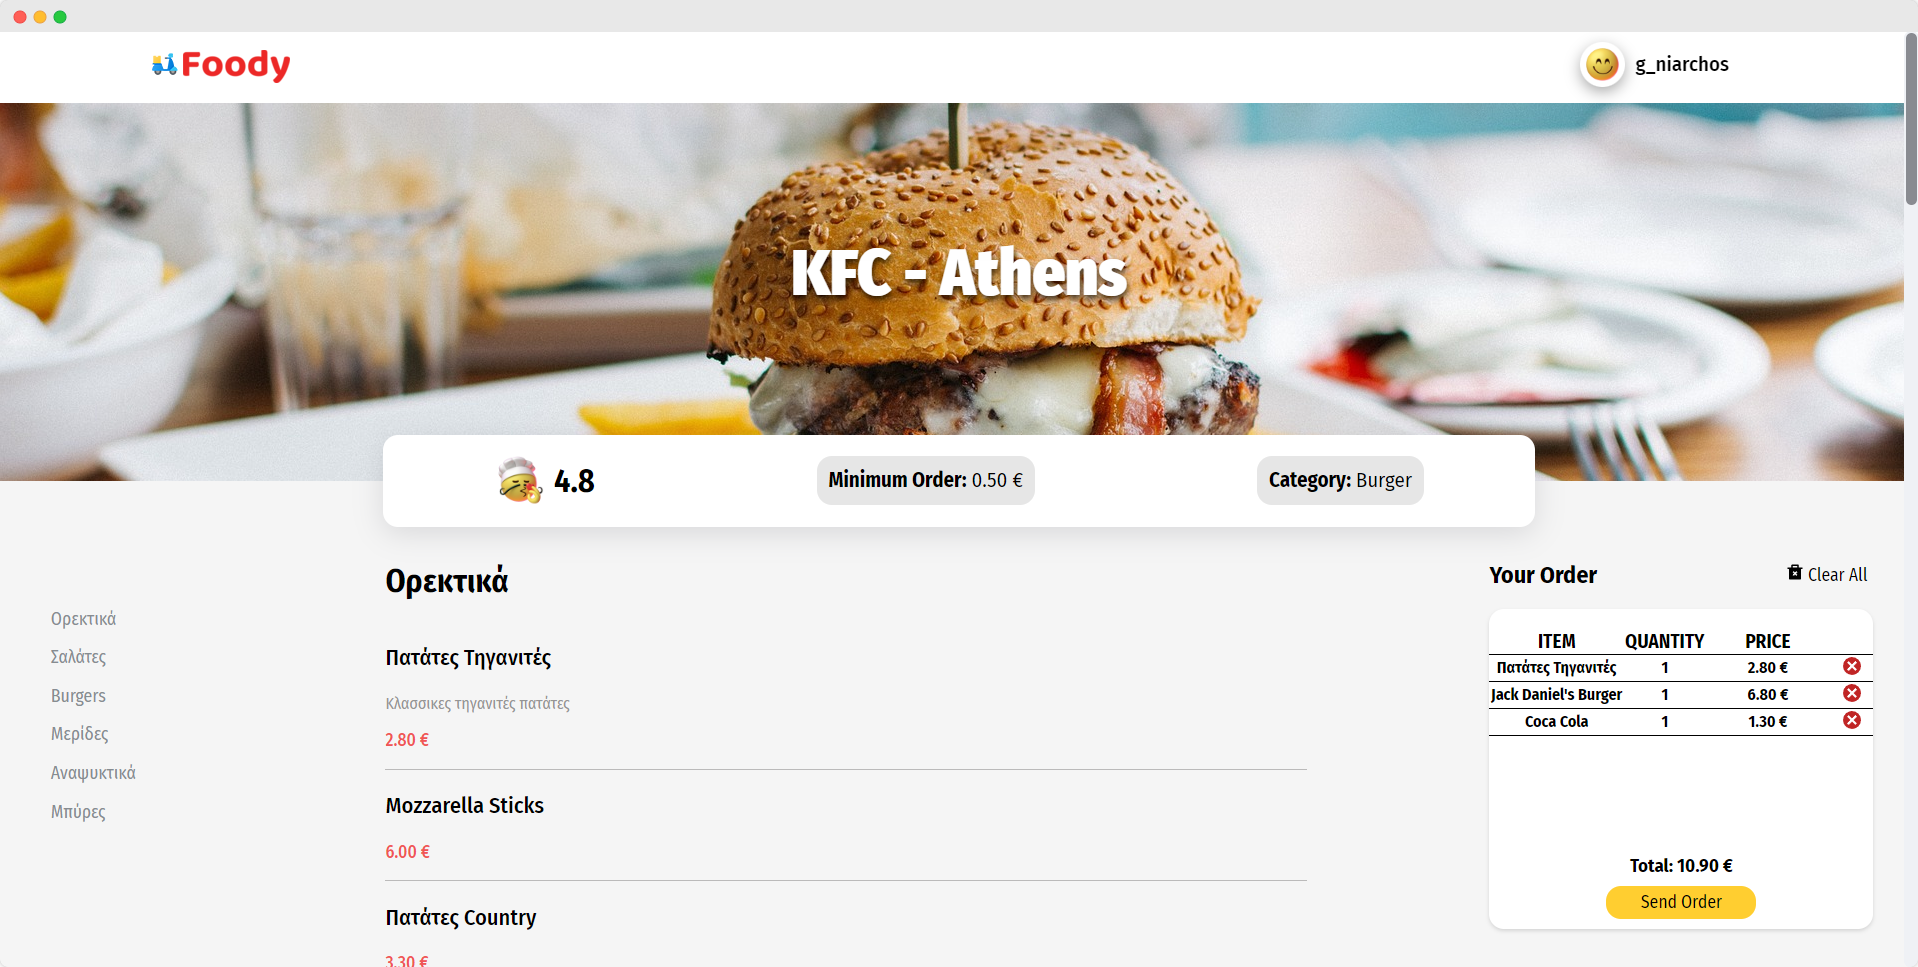 Foody
g_niarchos
KFC - Athens
4.8
Minimum Order: 0.50 €
Category: Burger
Ορεκτικά
Σαλάτες
Burgers
Μερίδες
Αναψυκτικά
Μπύρες
Ορεκτικά
Πατάτες Τηγανιτές
Κλασσικες τηγανιτές πατάτες
2.80 €
Mozzarella Sticks
6.00 €
Πατάτες Country
3.30 €
Your Order
Clear All
ITEM QUANTITY PRICE
Πατάτες Τηγανιτές 1 2.80 €
Jack Daniel's Burger 1 6.80 €
Coca Cola 1 1.30 €
Total: 10.90 €
Send Order